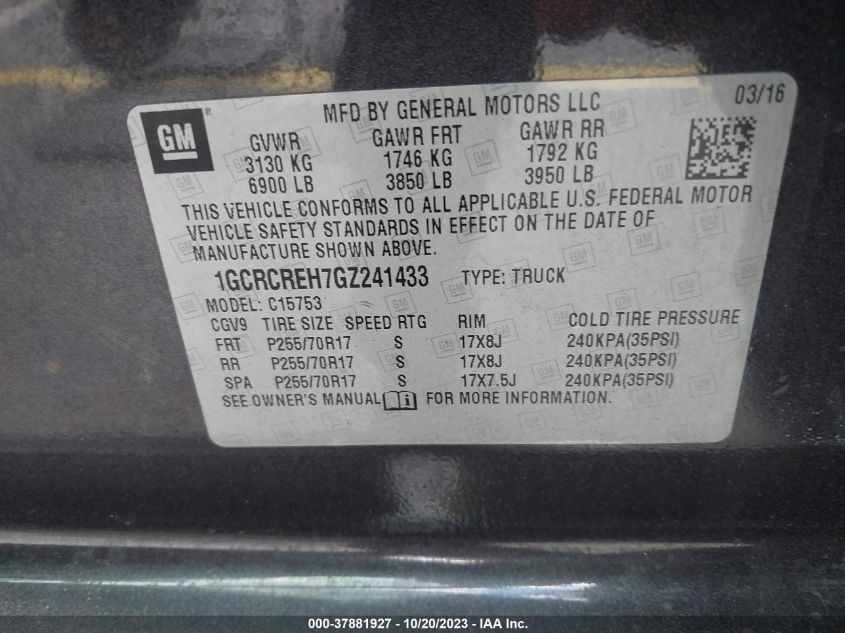 MFD BY GENERAL MOTORS LLC 03/16
GM ®
GVWR GAWR FRT GAWR RR
3130 KG 1746 KG 1792 KG
6900 LB 3850 LB 3950 LB
THIS VEHICLE CONFORMS TO ALL APPLICABLE U.S. FEDERAL MOTOR
VEHICLE SAFETY STANDARDS IN EFFECT ON THE DATE OF
MANUFACTURE SHOWN ABOVE.
1GCRCREH7GZ241433 TYPE: TRUCK
MODEL: C15753
CGV9 TIRE SIZE SPEED RTG RIM COLD TIRE PRESSURE
FRT P255/70R17 S 17X8J 240KPA(35PSI)
RR P255/70R17 S 17X8J 240KPA(35PSI)
SPA P255/70R17 S 17X7.5J 240KPA(35PSI)
SEE OWNER'S MANUAL FOR MORE INFORMATION.
000-37881927 - 10/20/2023 - IAA Inc.